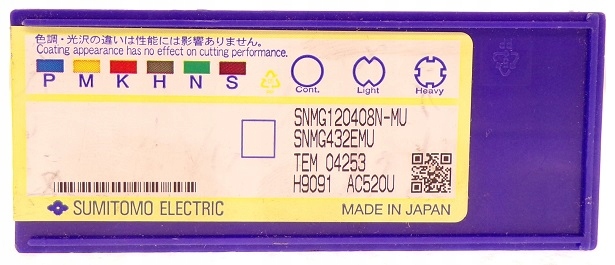 色調・光沢の違いは性能には影響ありません。
Coating appearance has no effect on cutting performance.
P M K H N S
Cont. Light Heavy
SNMG120408N-MU
SNMG432EMU
TEM 04253
H9091 AC520U
SUMITOMO ELECTRIC
MADE IN JAPAN